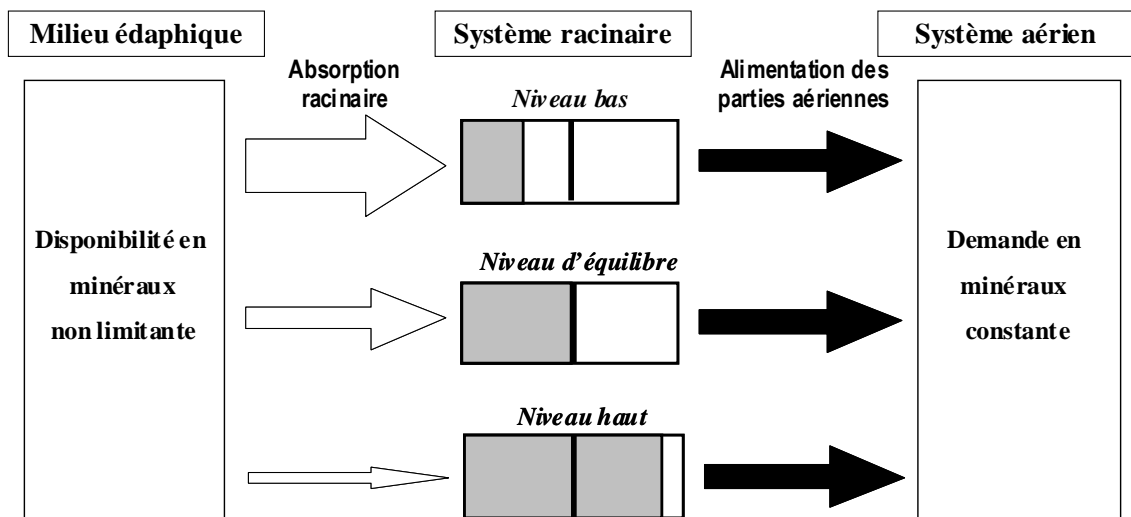 Milieu édaphique
Système racinaire
Système aérien
Absorption
racinaire
Alimentation des
parties aériennes
Niveau bas
Disponibilité en
minéraux
non limitante
Niveau d'équilibre
Demande en
minéraux
constante
Niveau haut